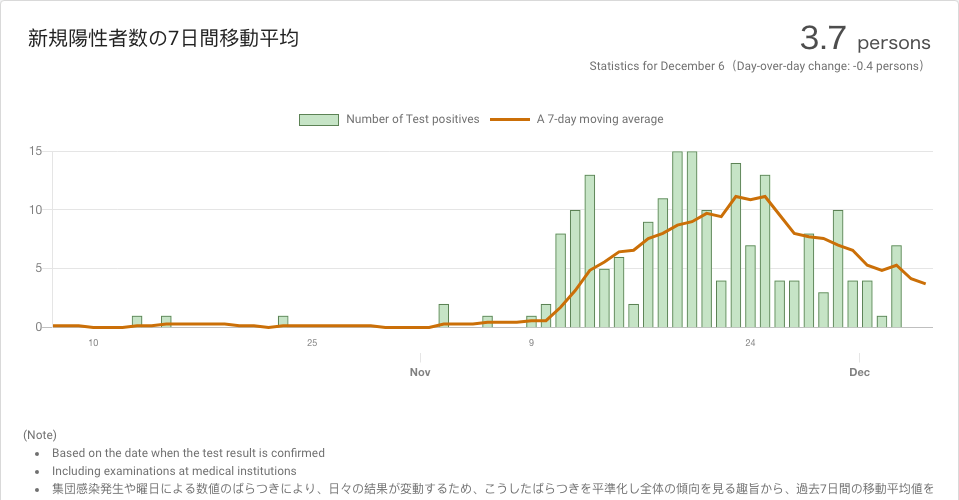 新規陽性者数の7日間移動平均
3.7 persons
Statistics for December 6（Day-over-day change: -0.4 persons）
Number of Test positives A 7-day moving average
15
10
5
0
10 25 9 24
Nov Dec
(Note)
• Based on the date when the test result is confirmed
• Including examinations at medical institutions
• 集団感染発生や曜日による数値のばらつきにより、日々の結果が変動するため、こうしたばらつきを平準化し全体の傾向を見る趣旨から、過去7日間の移動平均値を